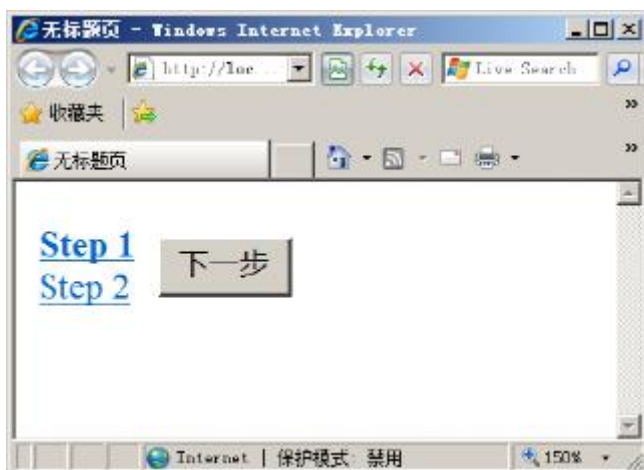 无标题页 - Windows Internet Explorer
http://loc...
Live Search
收藏夹
无标题页
Step 1
Step 2
下一步
Internet | 保护模式: 禁用
150%